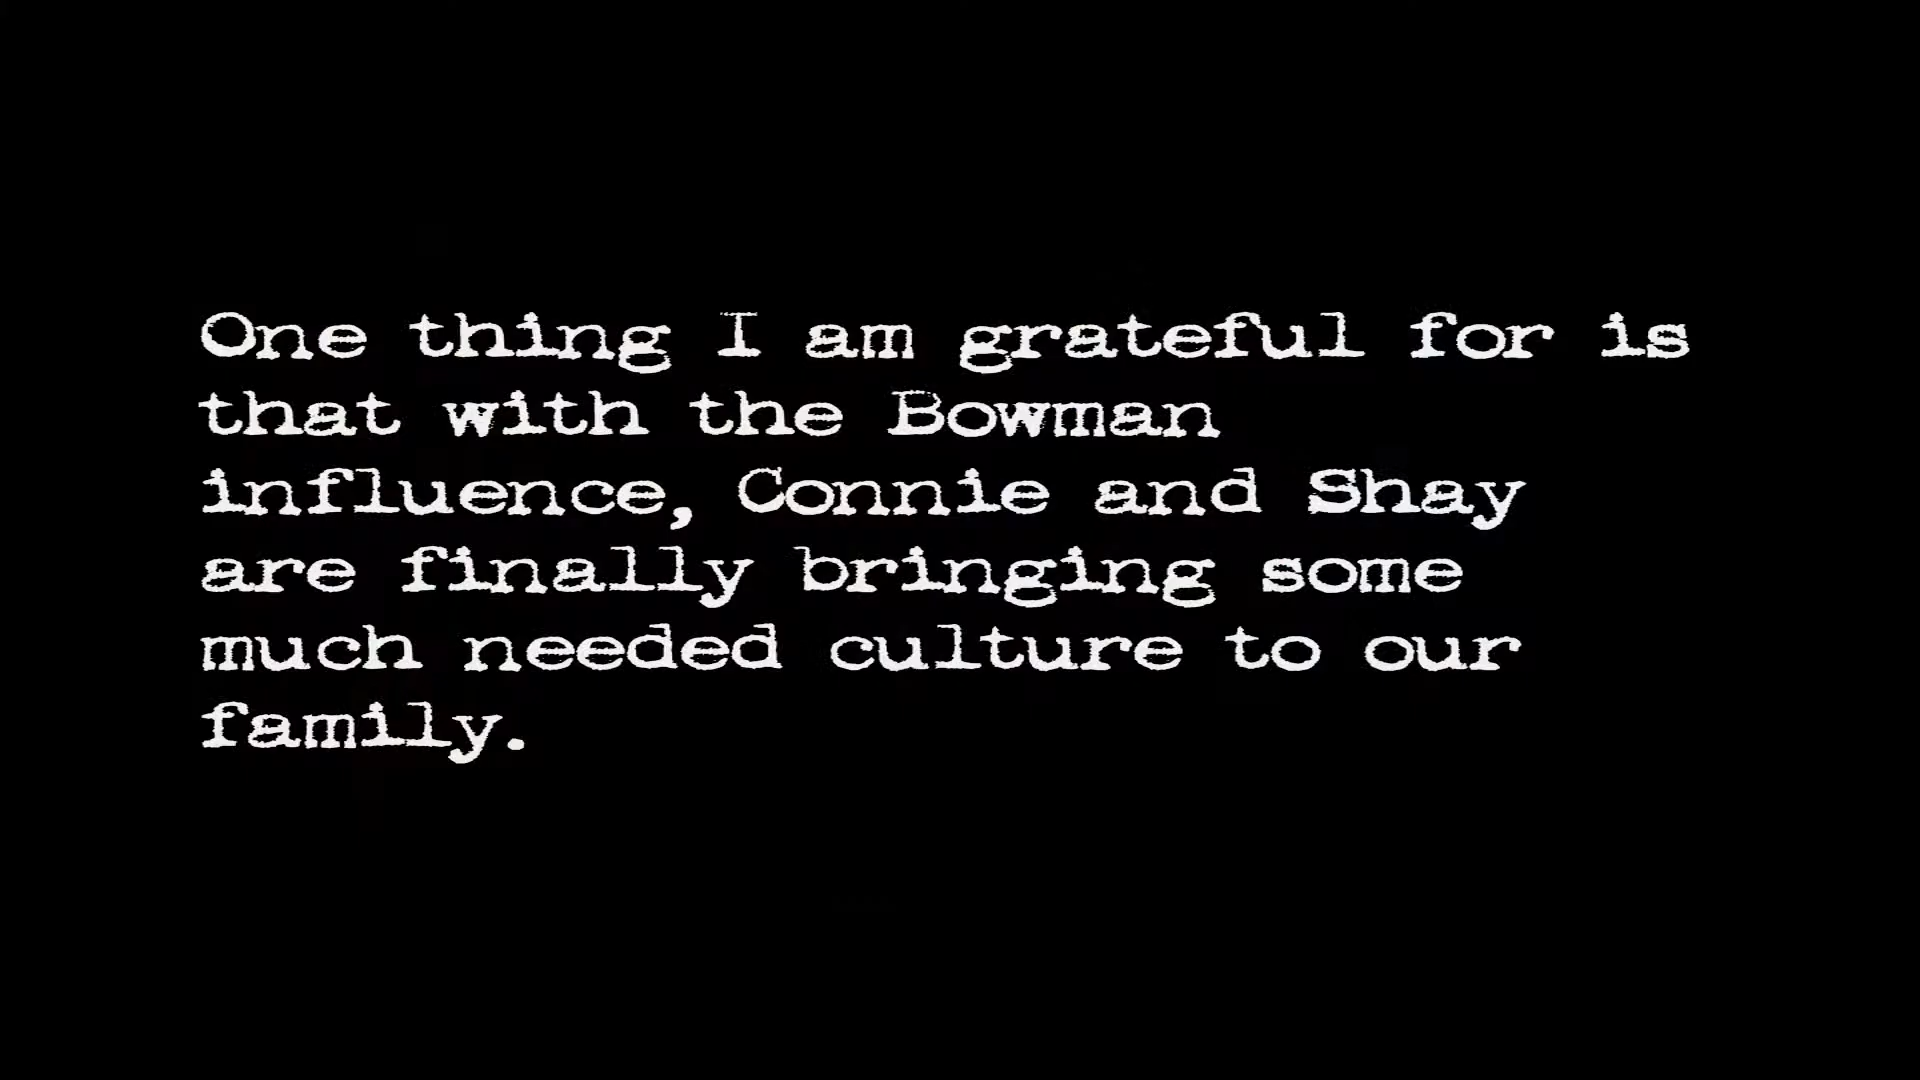 One thing I am grateful for is
that with the Bowman
influence, Connie and Shay
are finally bringing some
much needed culture to our
family.